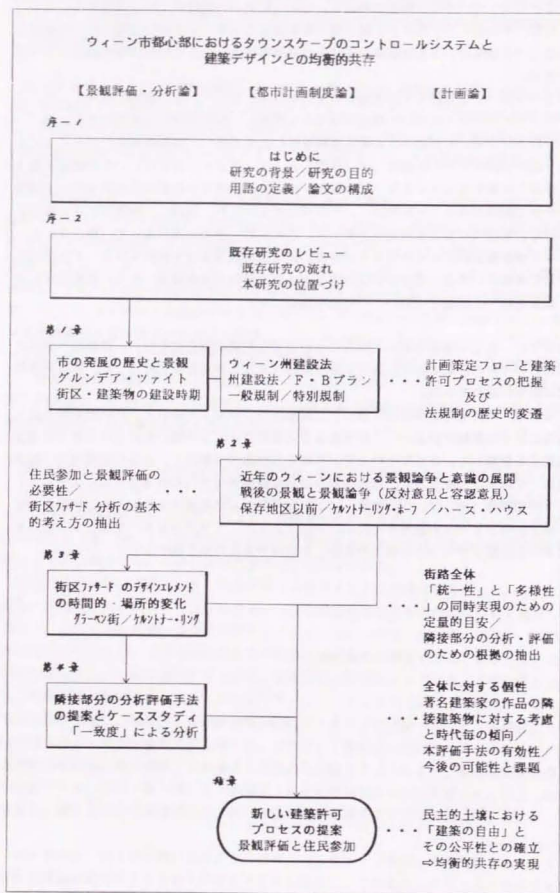 ウィーン市都心部におけるタウンスケープのコントロールシステムと
建築デザインとの均衡的共存
【景観評価・分析論】 【都市計画制度論】 【計画論】
序-1
はじめに
研究の背景/研究の目的
用語の定義/論文の構成
序-2
既存研究のレビュー
既存研究の流れ
本研究の位置づけ
第1章
市の発展の歴史と景観
グルンデア・ツァイト
街区・建築物の建設時期
ウィーン州建設法
州建設法/F・Bプラン
一般規制/特別規制
・・・計画策定フローと建築
許可プロセスの把握
及び
法規制の歴史的変遷
第2章
住民参加と景観評価の
必要性/ ・・・
街区ファサード分析の基本
的考え方の抽出
近年のウィーンにおける景観論争と意識の展開
戦後の景観と景観論争(反対意見と容認意見)
保存地区以前/ケルントナーリング・ホーフ/ハース・ハウス
第3章
街区ファサードのデザインエレメント
の時間的・場所的変化
グラーベン街/ケルントナー・リング
街路全体
「統一性」と「多様性
・・・」の同時実現のための
定量的目安/
隣接部分の分析・評価
のための根拠の抽出
第4章
隣接部分の分析評価手法
の提案とケーススタディ
「一致度」による分析
全体に対する個性
著名建築家の作品の隣
・・・接建築物に対する考慮
と時代毎の傾向/
本評価手法の有効性/
今後の可能性と課題
結章
新しい建築許可
プロセスの提案
景観評価と住民参加
民主的土壌における
・・・「建築の自由」と
その公平性との確立
⇒均衡的共存の実現